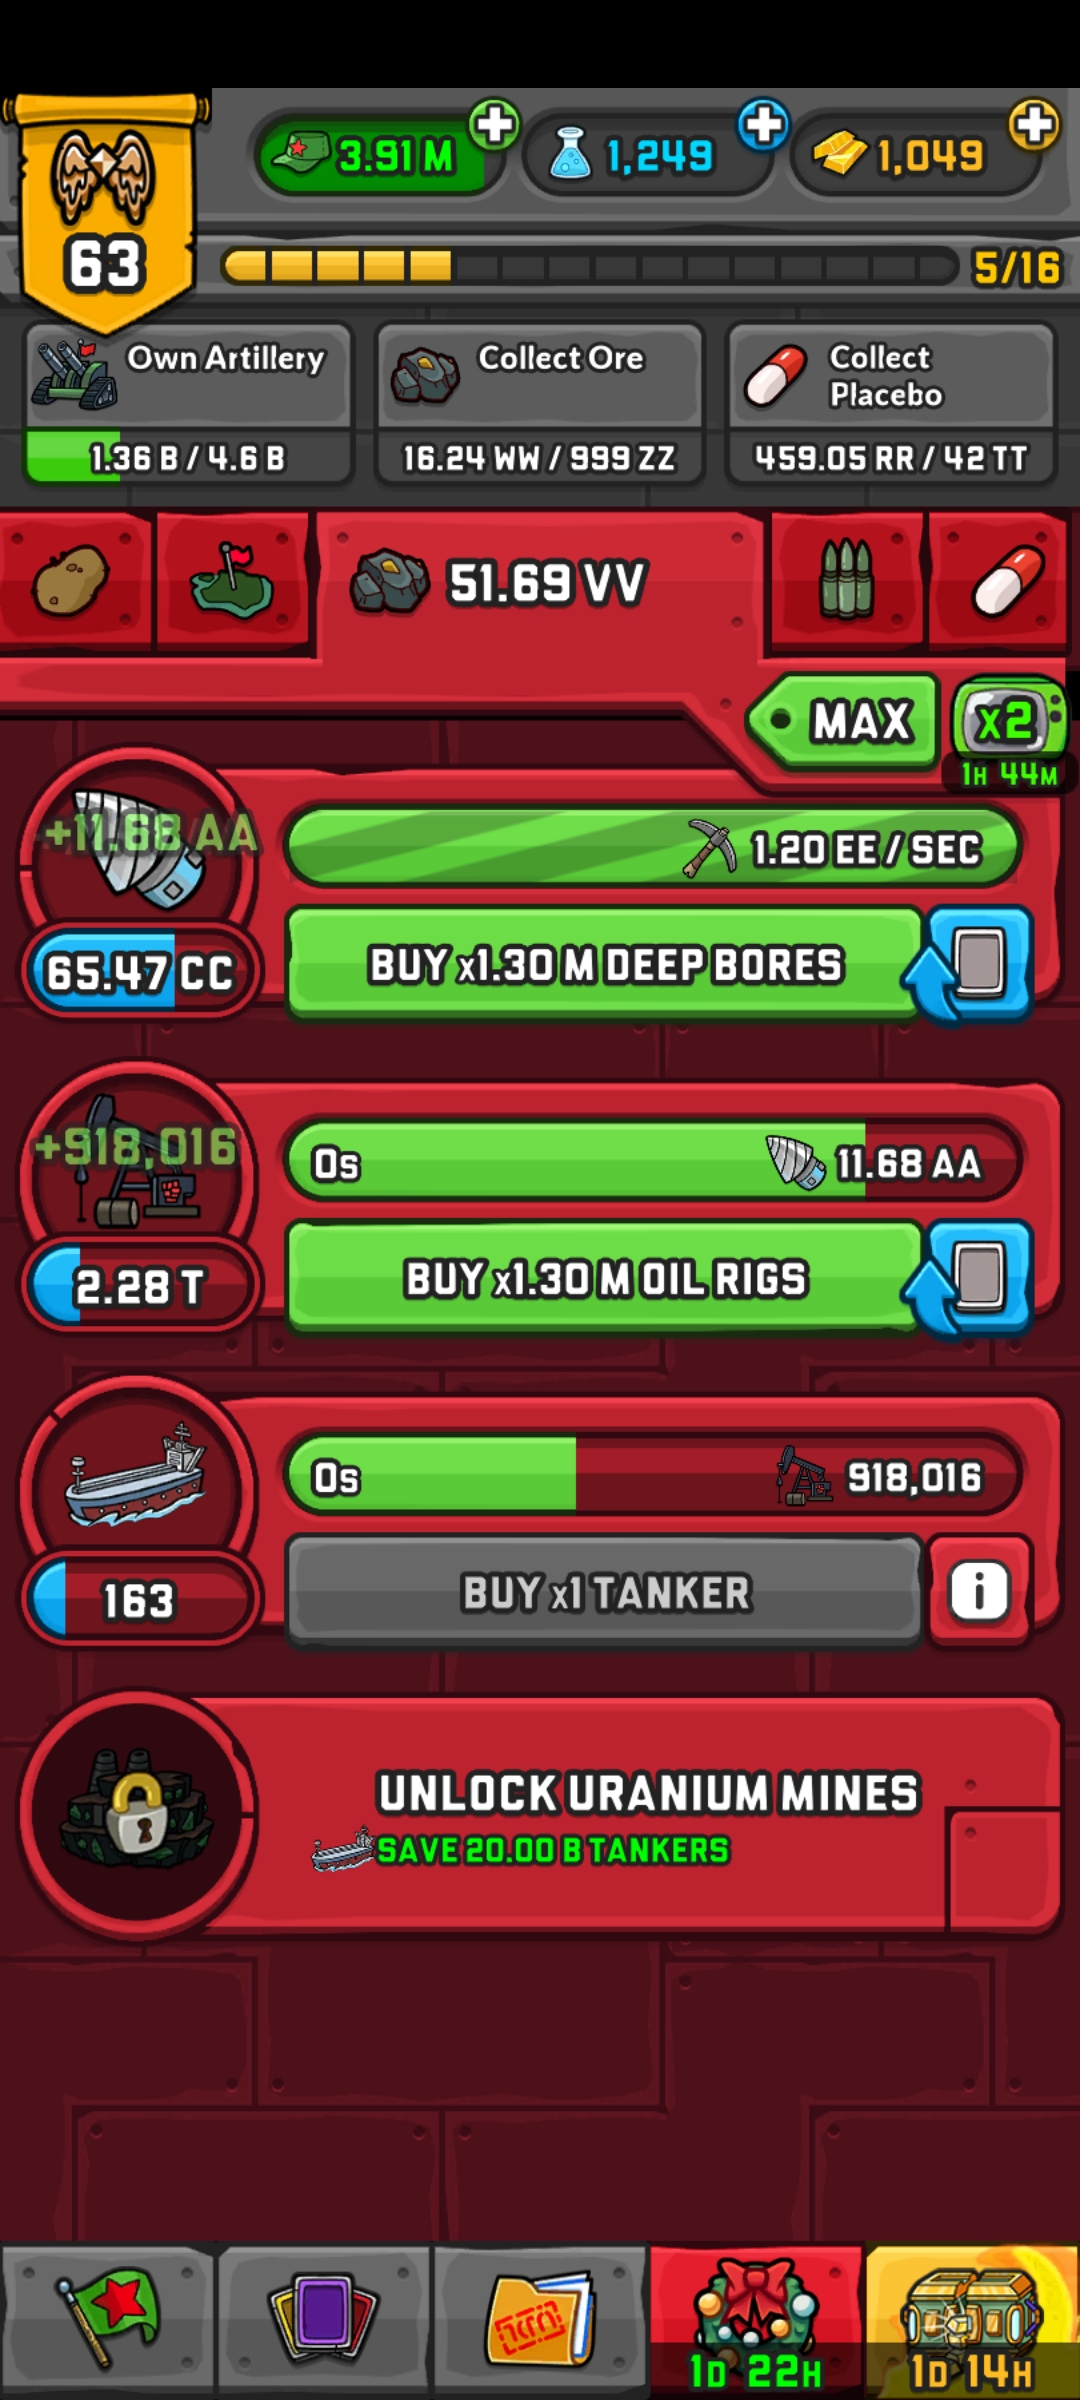 3.91 M
1,249
1,049
63
5/16
Own Artillery
1.36 B / 4.6 B
Collect Ore
16.24 WW / 999 ZZ
Collect
Placebo
459.05 RR / 42 TT
51.69 VV
MAX
x2
1H 44M
+11.68 AA
1.20 EE / SEC
65.47 CC
BUY x1.30 M DEEP BORES
+918,016
0s
11.68 AA
2.28 T
BUY x1.30 M OIL RIGS
0s
918,016
163
BUY x1 TANKER
i
UNLOCK URANIUM MINES
SAVE 20.00 B TANKERS
1D 22H
1D 14H